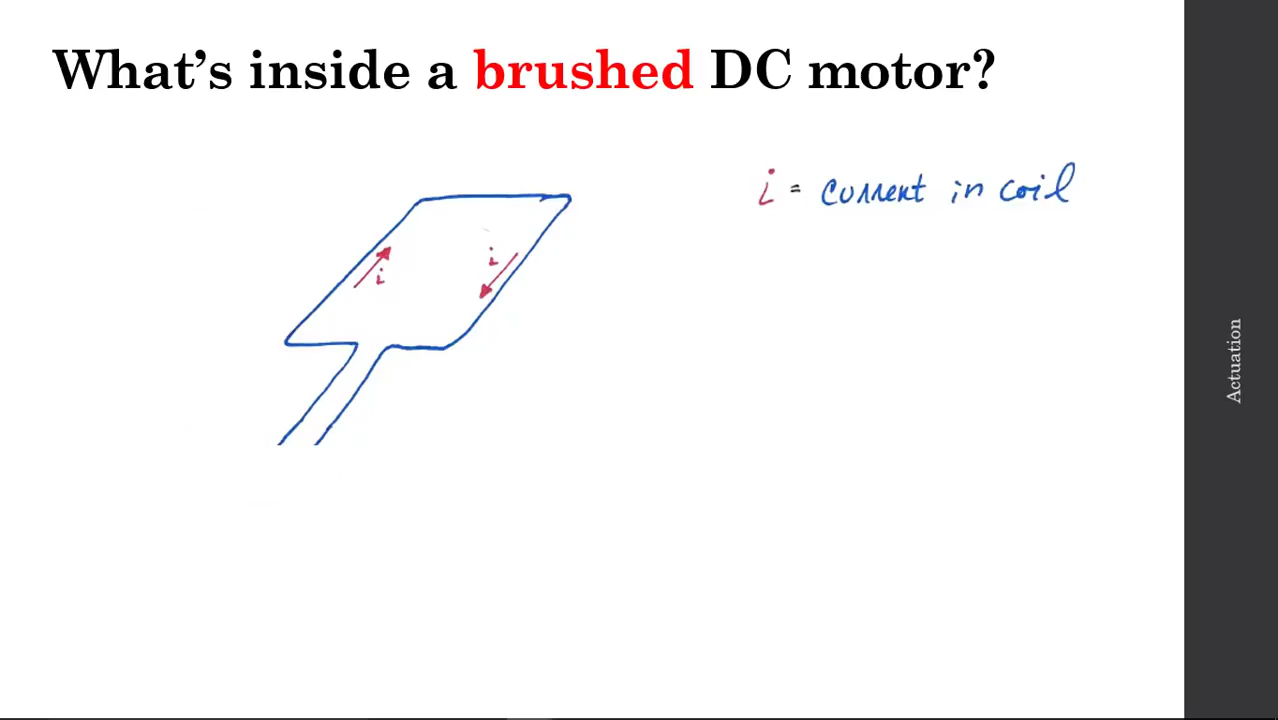 What's inside a brushed DC motor?
i = current in coil
i
i
Actuation